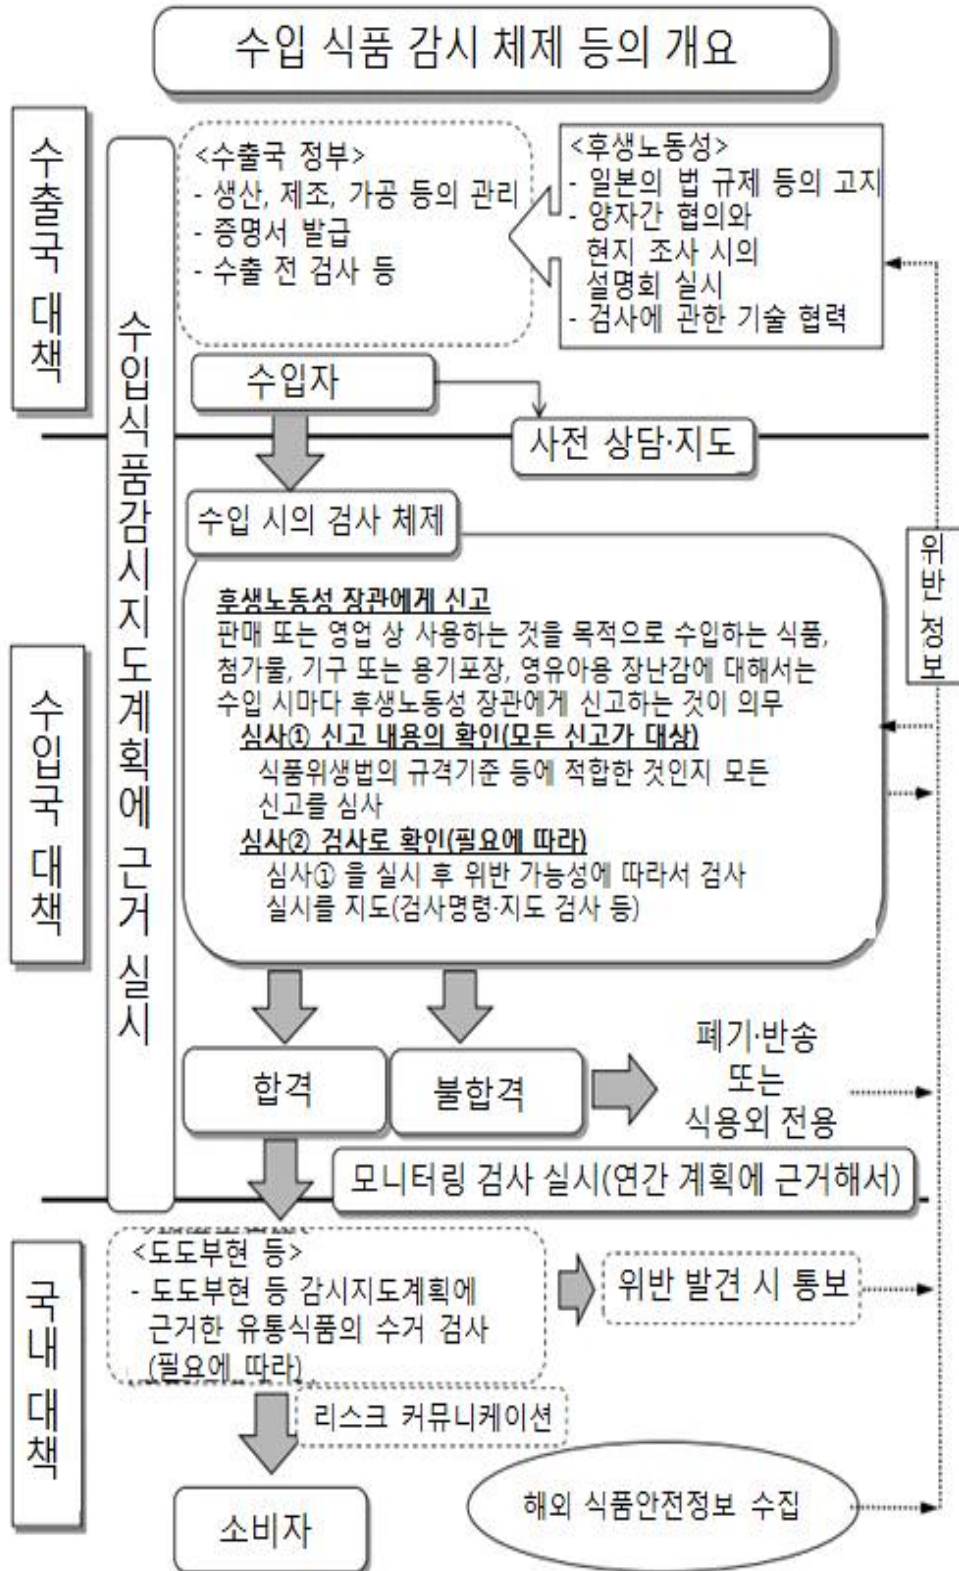 수입 식품 감시 체제 등의 개요
수출국 대책
수입식품감시지도계획에 근거 실시
<수출국 정부>
- 생산, 제조, 가공 등의 관리
- 증명서 발급
- 수출 전 검사 등
<후생노동성>
- 일본의 법 규제 등의 고지
- 양자간 협의와
현지 조사 시의
설명회 실시
- 검사에 관한 기술 협력
수입자
사전 상담·지도
수입 시의 검사 체제
위반 정보
수입국 대책
후생노동성 장관에게 신고
판매 또는 영업 상 사용하는 것을 목적으로 수입하는 식품,
첨가물, 기구 또는 용기포장, 영유아용 장난감에 대해서는
수입 시마다 후생노동성 장관에게 신고하는 것이 의무
심사① 신고 내용의 확인(모든 신고가 대상)
식품위생법의 규격기준 등에 적합한 것인지 모든
신고를 심사
심사② 검사로 확인(필요에 따라)
심사① 을 실시 후 위반 가능성에 따라서 검사
실시를 지도(검사명령·지도 검사 등)
합격
불합격
폐기·반송
또는
식용외 전용
모니터링 검사 실시(연간 계획에 근거해서)
국내 대책
<도도부현 등>
- 도도부현 등 감시지도계획에
근거한 유통식품의 수거 검사
(필요에 따라)
위반 발견 시 통보
리스크 커뮤니케이션
소비자
해외 식품안전정보 수집